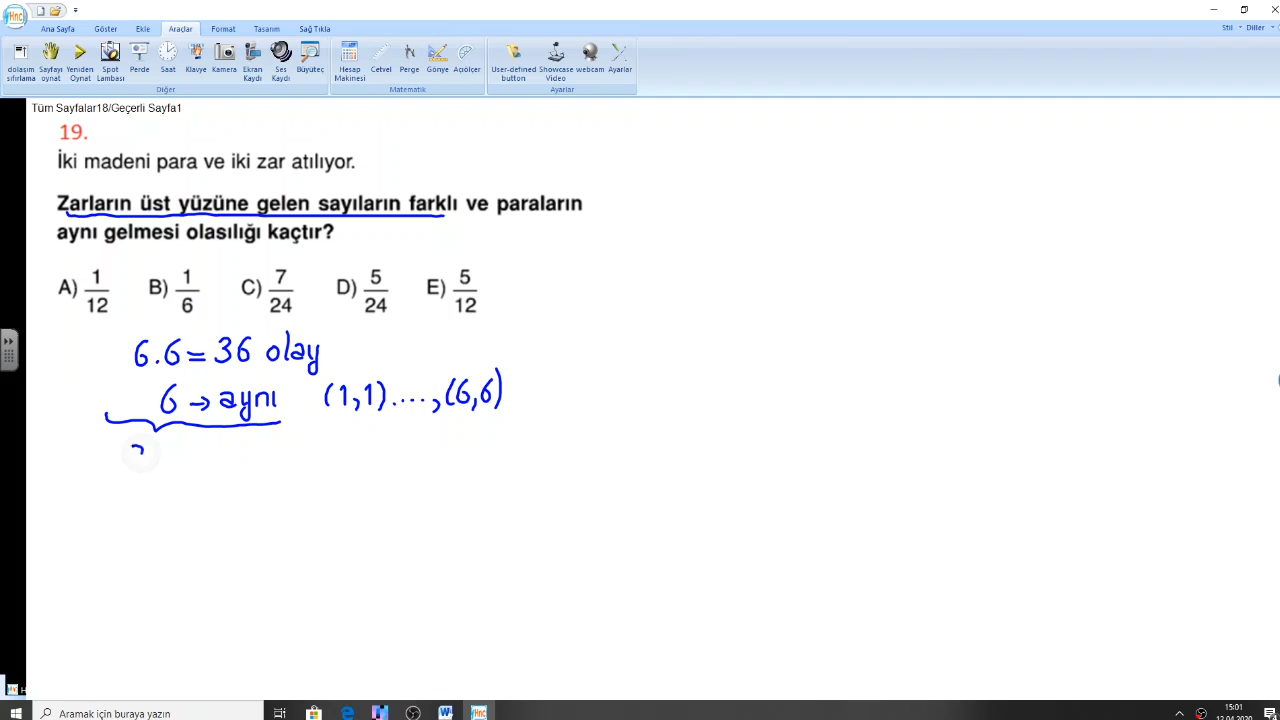 Ana Sayfa Göster Ekle Araçlar Format Tasarım Sağ Tıkla
Stil Diller
dolaşım sıfırlama Sayfayı oynat Yeniden Oynat Spot Lambası Perde Saat Klavye Kamera Ekran Kaydı Ses Kaydı Büyüteç Hesap Makinesi Cetvel Perge Gönye Açıölçer User-defined button Showcase Video webcam Ayarlar
Diğer Matematik Ayarlar
Tüm Sayfalar18/Geçerli Sayfa1
19.
İki madeni para ve iki zar atılıyor.
Zarların üst yüzüne gelen sayıların farklı ve paraların
aynı gelmesi olasılığı kaçtır?
A) 1/12 B) 1/6 C) 7/24 D) 5/24 E) 5/12
6.6=36 olay
6 → aynı (1,1)....,(6,6)
Aramak için buraya yazın
15:01
12.04.2020